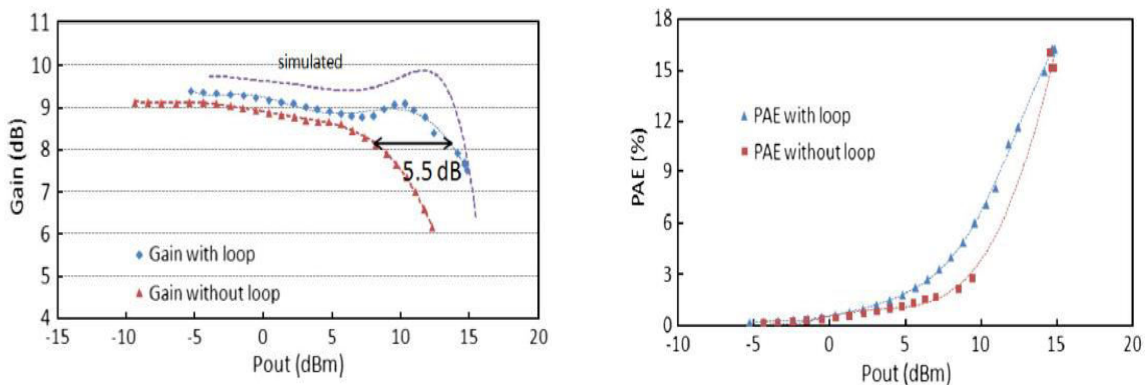 11
10
9
8
7
6
5
4
Gain (dB)
simulated
5.5 dB
Gain with loop
Gain without loop
-15 -10 -5 0 5 10 15 20
Pout (dBm)
18
15
12
9
6
3
0
PAE (%)
PAE with loop
PAE without loop
-10 -5 0 5 10 15 20
Pout (dBm)